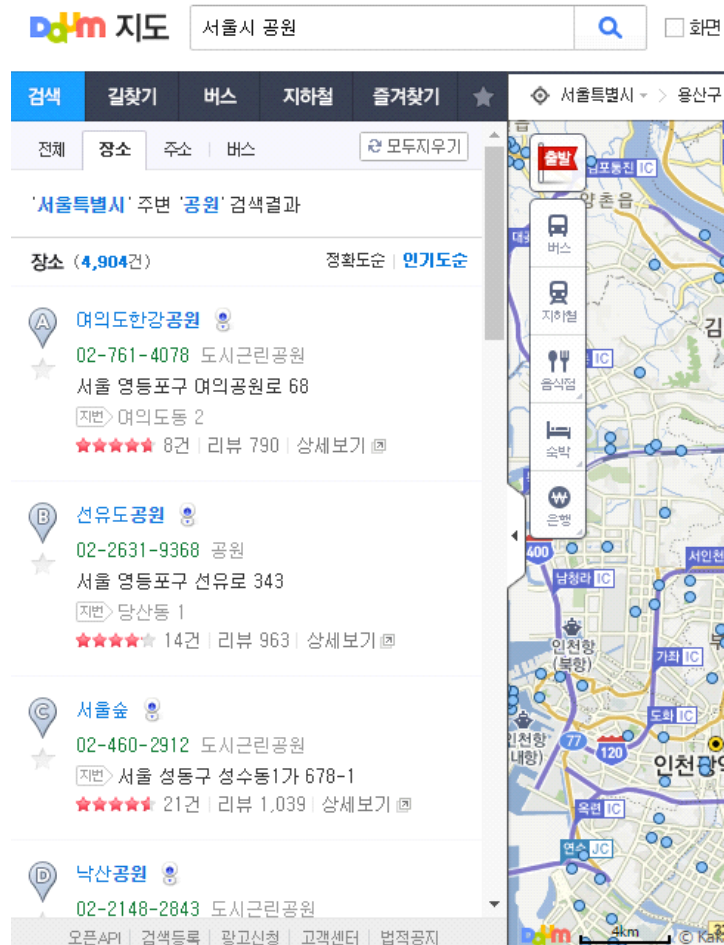 Daum 지도 서울시 공원 화면
검색 길찾기 버스 지하철 즐겨찾기
서울특별시 > 용산구
전체 장소 주소 버스 모두지우기
'서울특별시' 주변 '공원' 검색결과
장소 (4,904건) 정확도순 인기도순
A 여의도한강공원
02-761-4078 도시근린공원
서울 영등포구 여의공원로 68
지번 여의도동 2
8건 리뷰 790 상세보기
B 선유도공원
02-2631-9368 공원
서울 영등포구 선유로 343
지번 당산동 1
14건 리뷰 963 상세보기
C 서울숲
02-460-2912 도시근린공원
지번 서울 성동구 성수동1가 678-1
21건 리뷰 1,039 상세보기
D 낙산공원
02-2148-2843 도시근린공원
오픈API 검색등록 광고신청 고객센터 법적공지
출발
버스
지하철
음식점
숙박
은행
김포통진 IC
양촌읍
김
IC
400
서인천
남청라 IC
인천항
(북항)
가좌 IC
도화 IC
인천항
내항)
77
120
인천광역
옥련 IC
연수 JC
Daum 4km © Ka